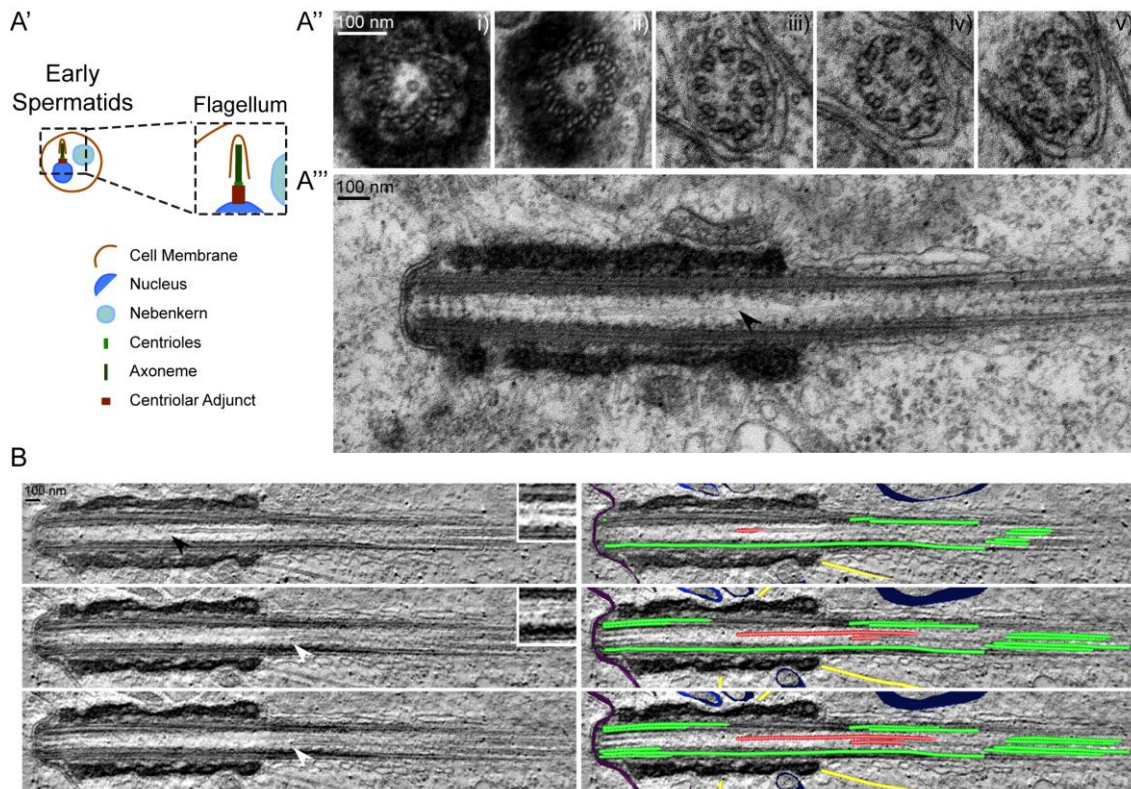 A'
Early
Spermatids
Flagellum
Cell Membrane
Nucleus
Nebenkern
Centrioles
Axoneme
Centriolar Adjunct
A''
100 nm
i)
ii)
iii)
iv)
v)
A'''
100 nm
B
100 nm